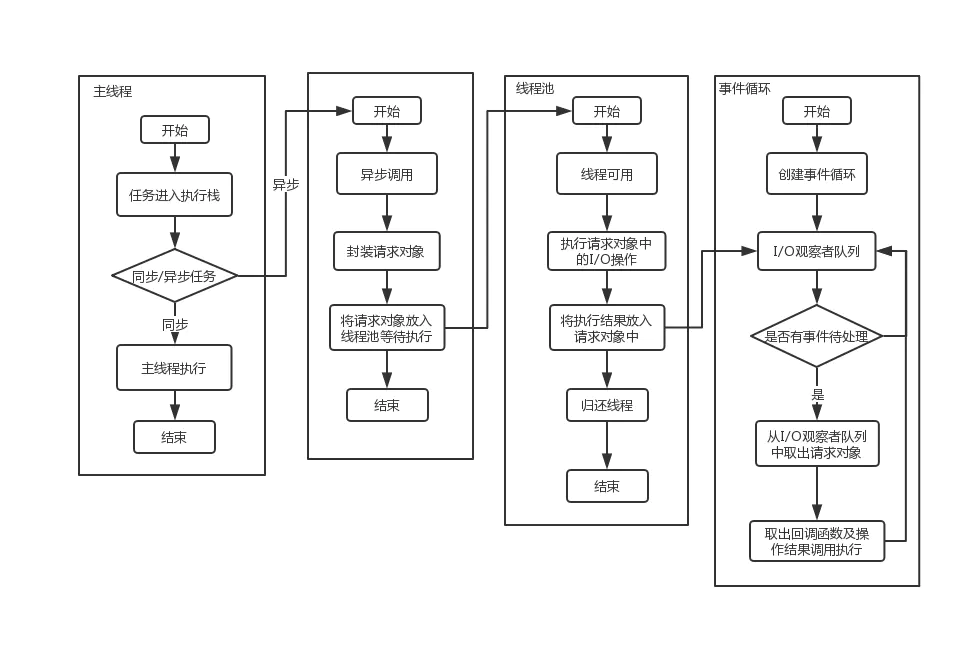 主线程
开始
任务进入执行栈
同步/异步任务
同步
主线程执行
结束
异步
开始
异步调用
封装请求对象
将请求对象放入
线程池等待执行
结束
线程池
开始
线程可用
执行请求对象中
的I/O操作
将执行结果放入
请求对象中
归还线程
结束
事件循环
开始
创建事件循环
I/O观察者队列
是否有事件待处理
是
从I/O观察者队列
中取出请求对象
取出回调函数及操
作结果调用执行